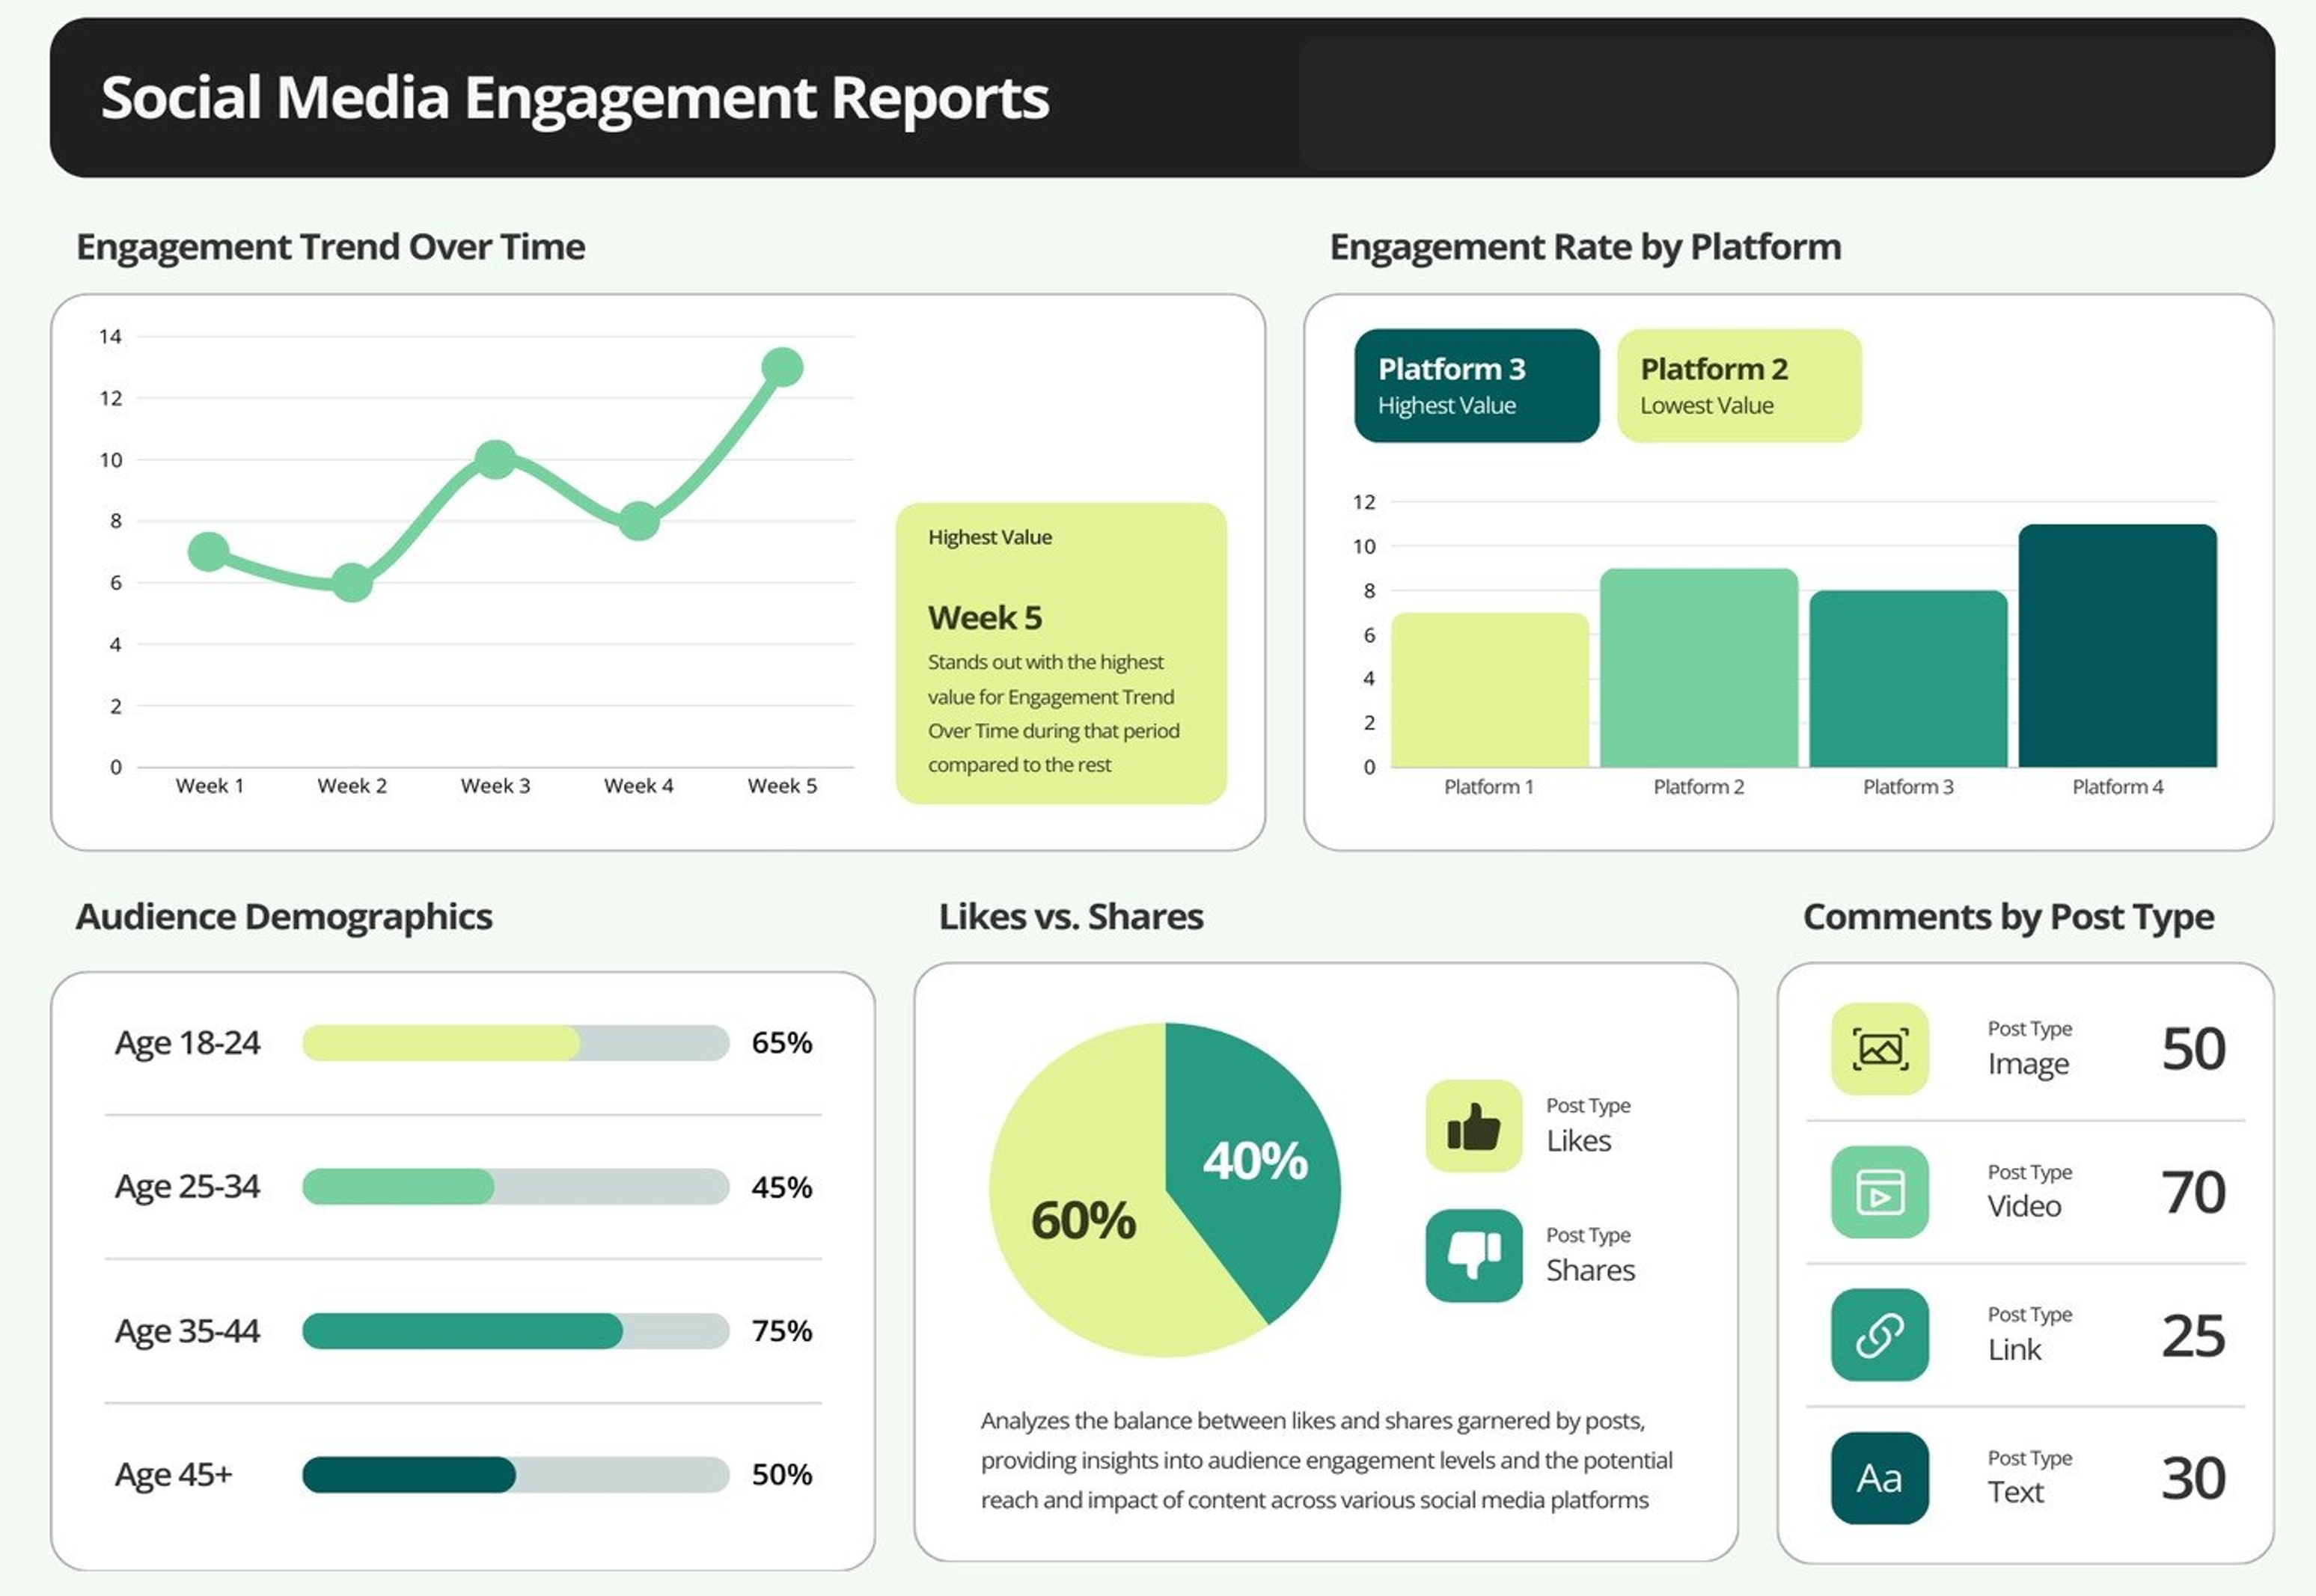 Social Media Engagement Reports
Engagement Trend Over Time
14
12
10
8
6
4
2
0
Week 1
Week 2
Week 3
Week 4
Week 5
Highest Value
Week 5
Stands out with the highest
value for Engagement Trend
Over Time during that period
compared to the rest
Engagement Rate by Platform
Platform 3
Highest Value
Platform 2
Lowest Value
12
10
8
6
4
2
0
Platform 1
Platform 2
Platform 3
Platform 4
Audience Demographics
Age 18-24
65%
Age 25-34
45%
Age 35-44
75%
Age 45+
50%
Likes vs. Shares
40%
60%
Post Type
Likes
Post Type
Shares
Analyzes the balance between likes and shares garnered by posts,
providing insights into audience engagement levels and the potential
reach and impact of content across various social media platforms
Comments by Post Type
Post Type
Image
50
Post Type
Video
70
Post Type
Link
25
Aa
Post Type
Text
30